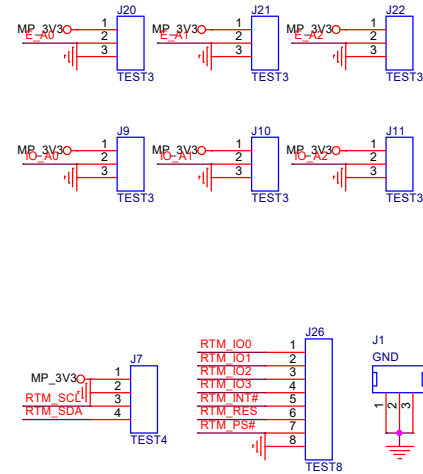 J20
MP_3V3
1
E_A0
2
3
TEST3
J21
MP_3V3
1
E_A1
2
3
TEST3
J22
MP_3V3
1
E_A2
2
3
TEST3
J9
MP_3V3
1
IO_A0
2
3
TEST3
J10
MP_3V3
1
IO_A1
2
3
TEST3
J11
MP_3V3
1
IO_A2
2
3
TEST3
J7
MP_3V3
1
2
RTM_SCL
3
RTM_SDA
4
TEST4
J26
RTM_IO0
1
RTM_IO1
2
RTM_IO2
3
RTM_IO3
4
RTM_INT#
5
RTM_RES
6
RTM_PS#
7
8
TEST8
J1
GND
1
2
3